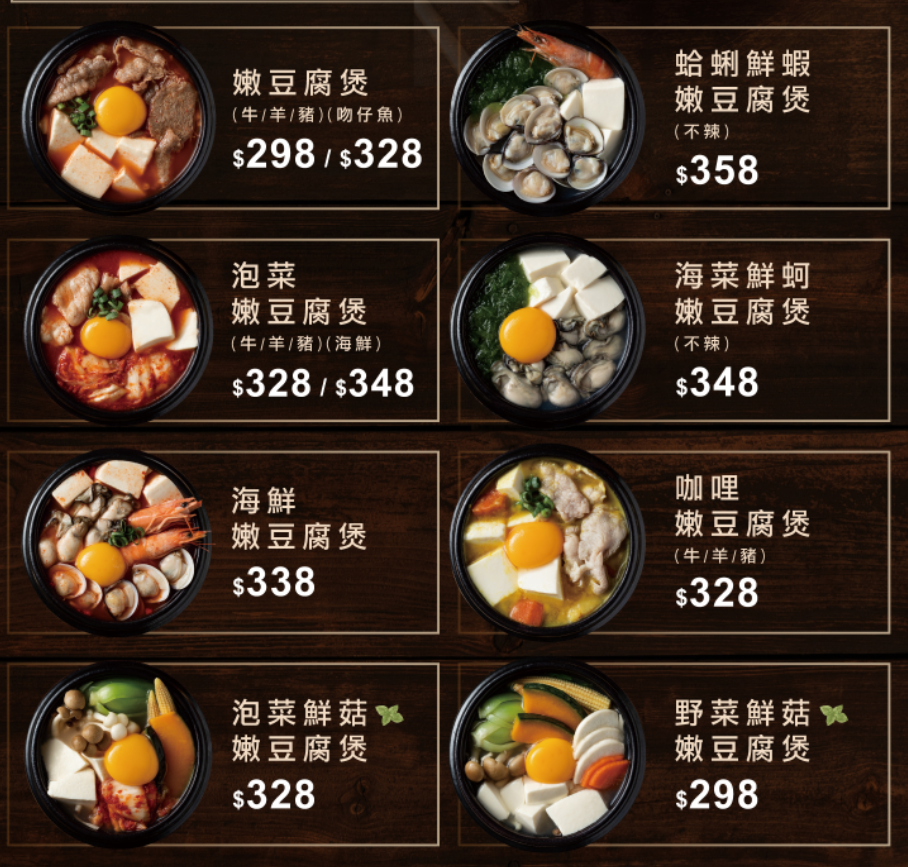 嫩豆腐煲
(牛/羊/豬)(吻仔魚)
$298 / $328
蛤蜊鮮蝦
嫩豆腐煲
(不辣)
$358
泡菜
嫩豆腐煲
(牛/羊/豬)(海鮮)
$328 / $348
海菜鮮蚵
嫩豆腐煲
(不辣)
$348
海鮮
嫩豆腐煲
$338
咖哩
嫩豆腐煲
(牛/羊/豬)
$328
泡菜鮮菇
嫩豆腐煲
$328
野菜鮮菇
嫩豆腐煲
$298